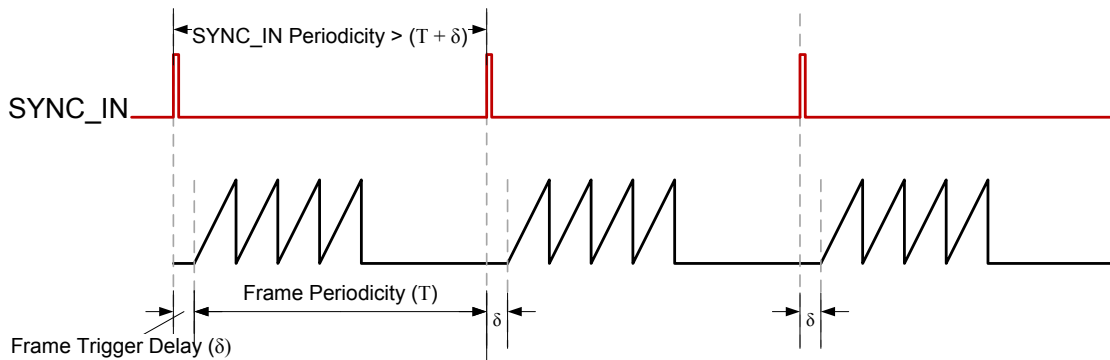 SYNC_IN Periodicity > (T + δ)
SYNC_IN
Frame Periodicity (T)
δ
δ
Frame Trigger Delay (δ)